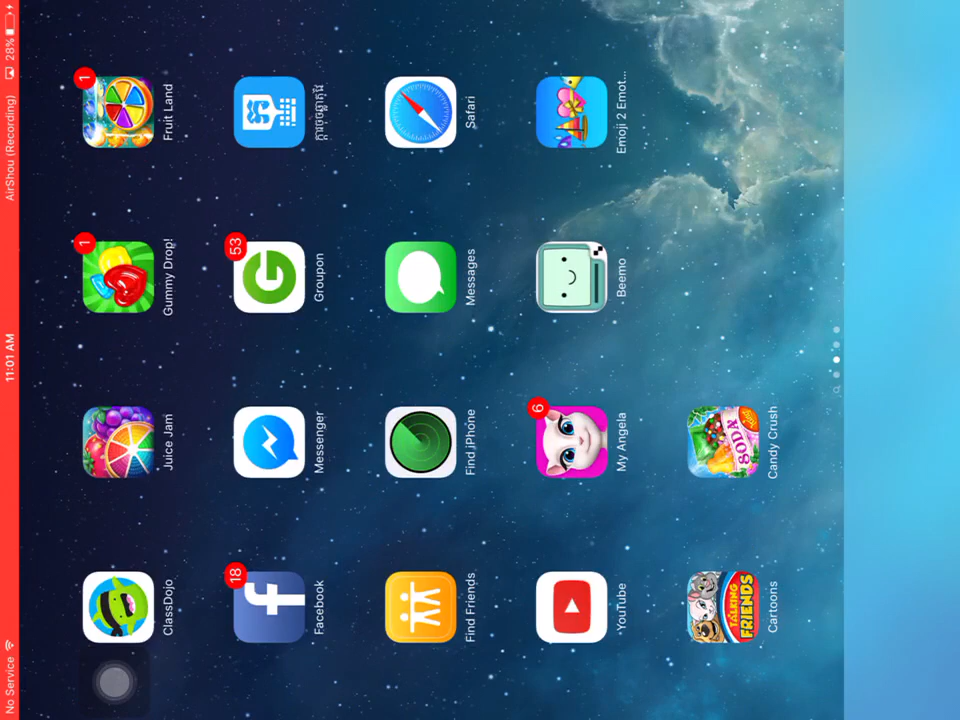 No Service
11:01 AM
AirShou (Recording)
28%
ClassDojo
Juice Jam
1
Gummy Drop!
1
Fruit Land
18
Facebook
Messenger
53
Groupon
Find Friends
Find iPhone
Messages
Safari
YouTube
6
My Angela
Beemo
Emoji 2 Emot...
TALKING
FRIENDS
Cartoons
SODA
Candy Crush